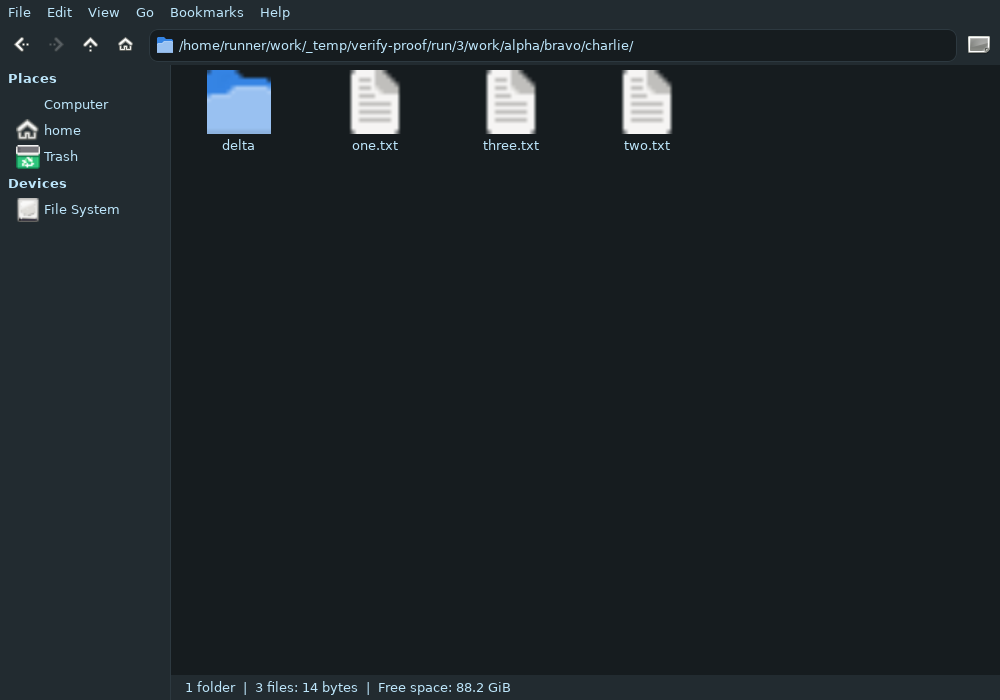 File Edit View Go Bookmarks Help
/home/runner/work/_temp/verify-proof/run/3/work/alpha/bravo/charlie/
Places
Computer
home
Trash
Devices
File System
delta one.txt three.txt two.txt
1 folder | 3 files: 14 bytes | Free space: 88.2 GiB